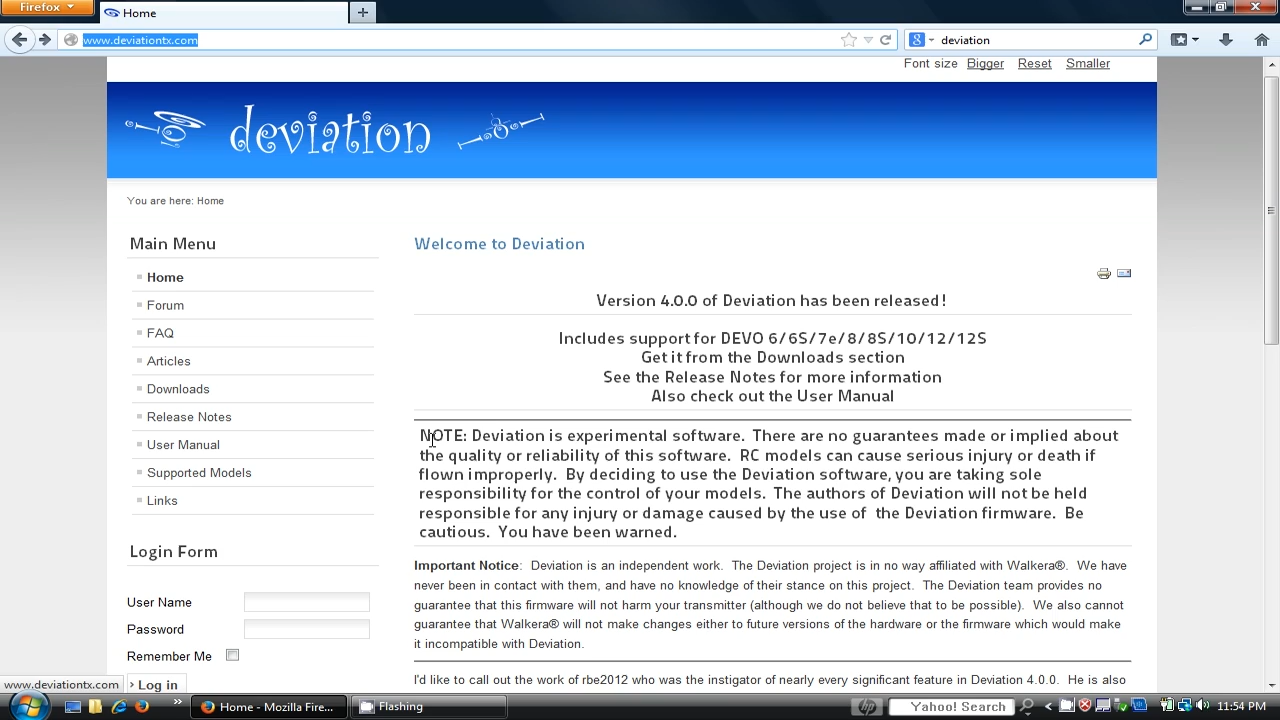 Firefox
Home
www.deviationtx.com
deviation
Font size Bigger Reset Smaller
deviation
You are here: Home
Main Menu
Home
Forum
FAQ
Articles
Downloads
Release Notes
User Manual
Supported Models
Links
Login Form
User Name
Password
Remember Me
› Log in
Welcome to Deviation
Version 4.0.0 of Deviation has been released!
Includes support for DEVO 6/6S/7e/8/8S/10/12/12S
Get it from the Downloads section
See the Release Notes for more information
Also check out the User Manual
NOTE: Deviation is experimental software. There are no guarantees made or implied about
the quality or reliability of this software. RC models can cause serious injury or death if
flown improperly. By deciding to use the Deviation software, you are taking sole
responsibility for the control of your models. The authors of Deviation will not be held
responsible for any injury or damage caused by the use of the Deviation firmware. Be
cautious. You have been warned.
Important Notice: Deviation is an independent work. The Deviation project is in no way affiliated with Walkera®. We have
never been in contact with them, and have no knowledge of their stance on this project. The Deviation team provides no
guarantee that this firmware will not harm your transmitter (although we do not believe that to be possible). We also cannot
guarantee that Walkera® will not make changes either to future versions of the hardware or the firmware which would make
it incompatible with Deviation.
I'd like to call out the work of rbe2012 who was the instigator of nearly every significant feature in Deviation 4.0.0. He is also
www.deviationtx.com
Home - Mozilla Fire...
Flashing
hp
Yahoo! Search
11:54 PM